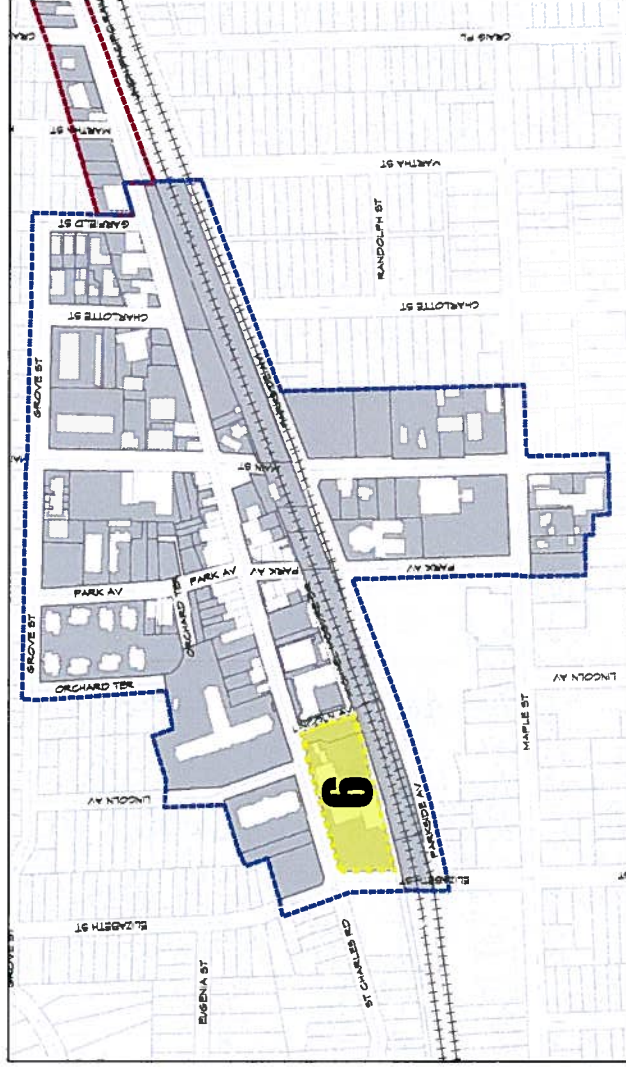 CRAIG PL
MARTHA ST
MARTHA ST
GARFIELD ST
RANDOLPH ST
CHARLOTTE ST
CHARLOTTE ST
GROVE ST
MAIN ST
PARK AV
PARK AV
PARK AV
PARK AV
ORCHARD TER
GROVE ST
ORCHARD TER
LINCOLN AV
MAPLE ST
LINCOLN AV
6
PARKSIDE AV
ELIZABETH ST
ELIZABETH ST
ST CHARLES RD
EUGENIA ST
GROVE ST